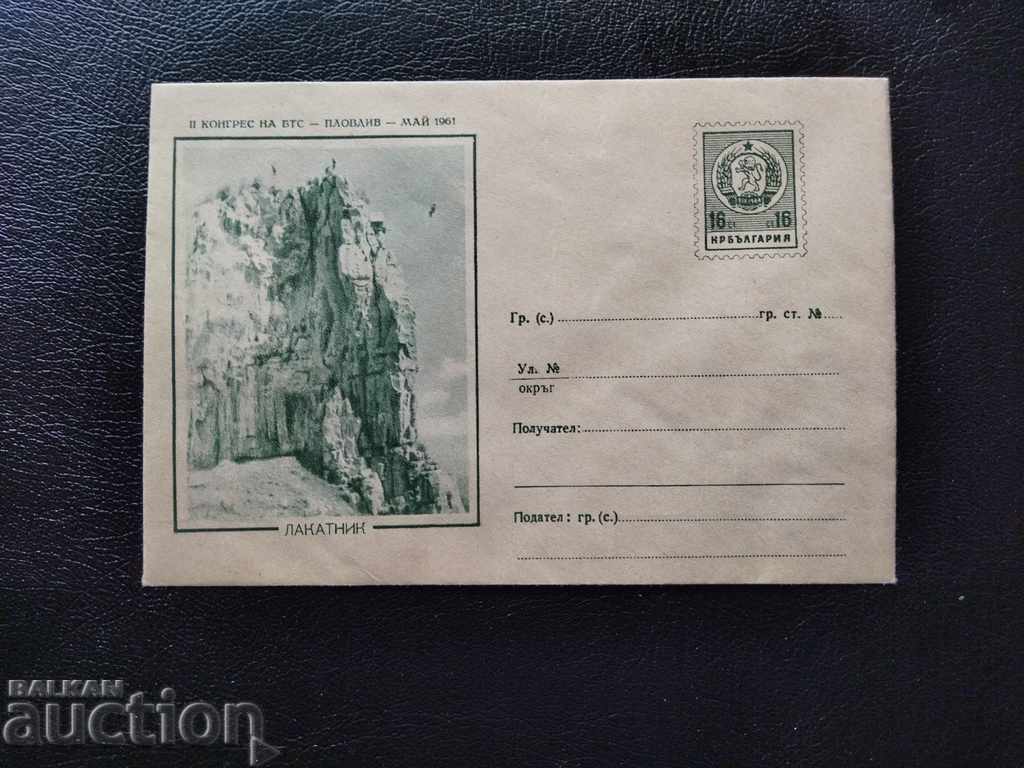 II КОНГРЕС НА БТС – ПЛОВДИВ – МАЙ 1961
16 СТ СТ 16
НРБЪЛГАРИЯ
Гр. (с.) гр. ст. №
Ул. №
окръг
Получател:
Подател: гр. (с.)
ЛАКАТНИК
BALKAN
auction